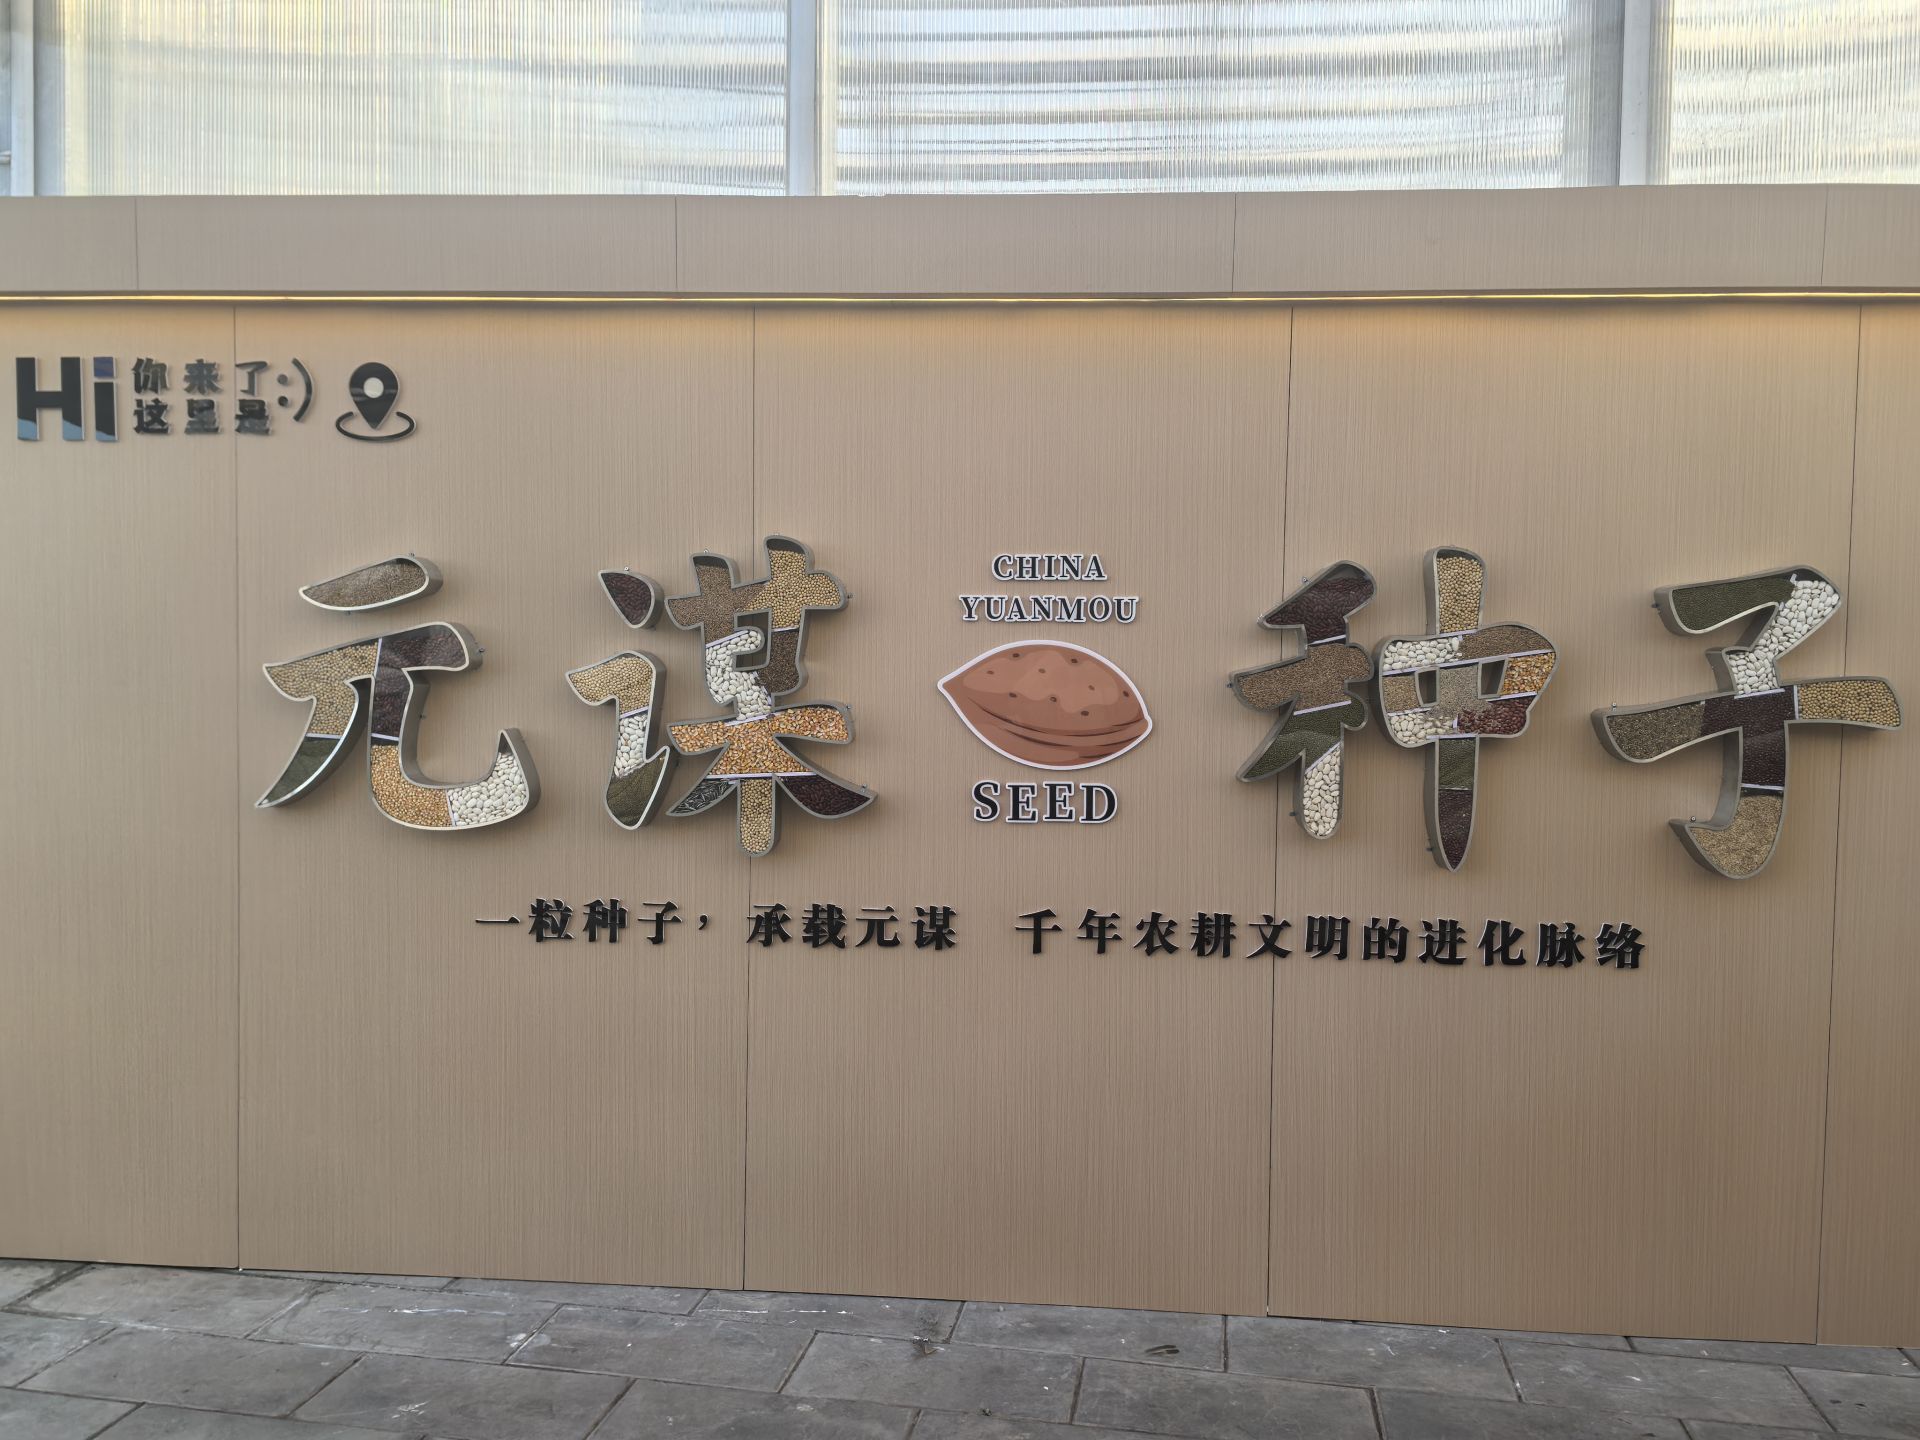 Hi 你来了
这里是:)
元谋 种子
CHINA
YUANMOU
SEED
一粒种子，承载元谋 千年农耕文明的进化脉络